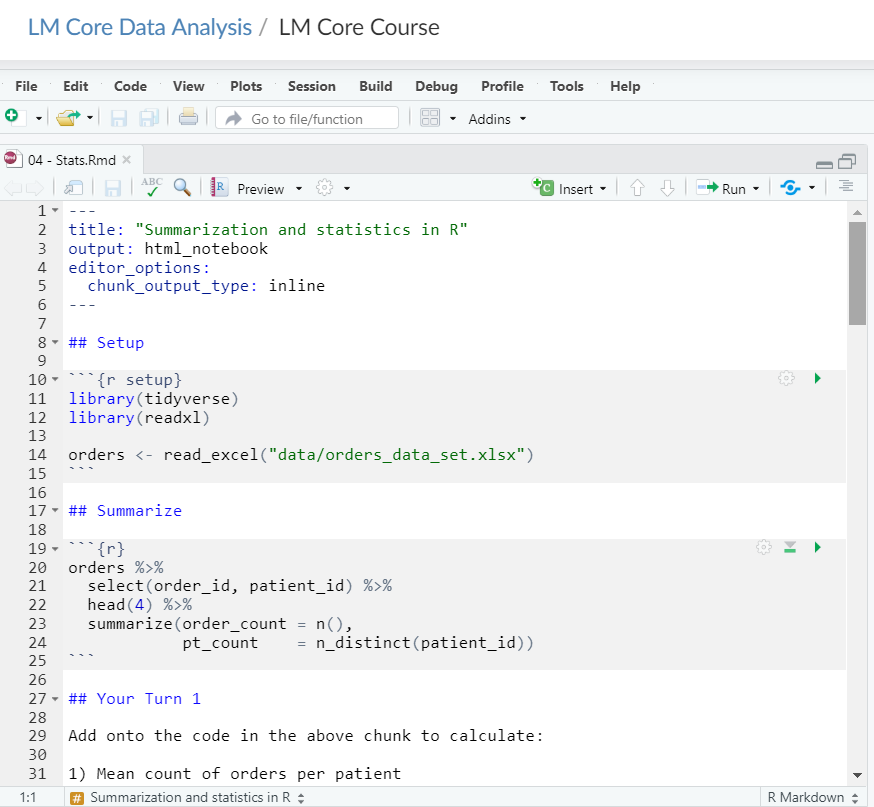 LM Core Data Analysis / LM Core Course
File Edit Code View Plots Session Build Debug Profile Tools Help
Go to file/function Addins
04 - Stats.Rmd
ABC R Preview C Insert Run
1 ---
2 title: "Summarization and statistics in R"
3 output: html_notebook
4 editor_options:
5   chunk_output_type: inline
6 ---
7
8 ## Setup
9
10 ```{r setup}
11 library(tidyverse)
12 library(readxl)
13
14 orders <- read_excel("data/orders_data_set.xlsx")
15 ```
16
17 ## Summarize
18
19 ```{r}
20 orders %>%
21   select(order_id, patient_id) %>%
22   head(4) %>%
23   summarize(order_count = n(),
24             pt_count    = n_distinct(patient_id))
25 ```
26
27 ## Your Turn 1
28
29 Add onto the code in the above chunk to calculate:
30
31 1) Mean count of orders per patient
1:1 # Summarization and statistics in R R Markdown